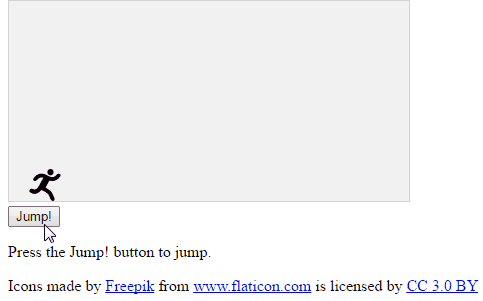 Jump!
Press the Jump! button to jump.
Icons made by Freepik from www.flaticon.com is licensed by CC 3.0 BY